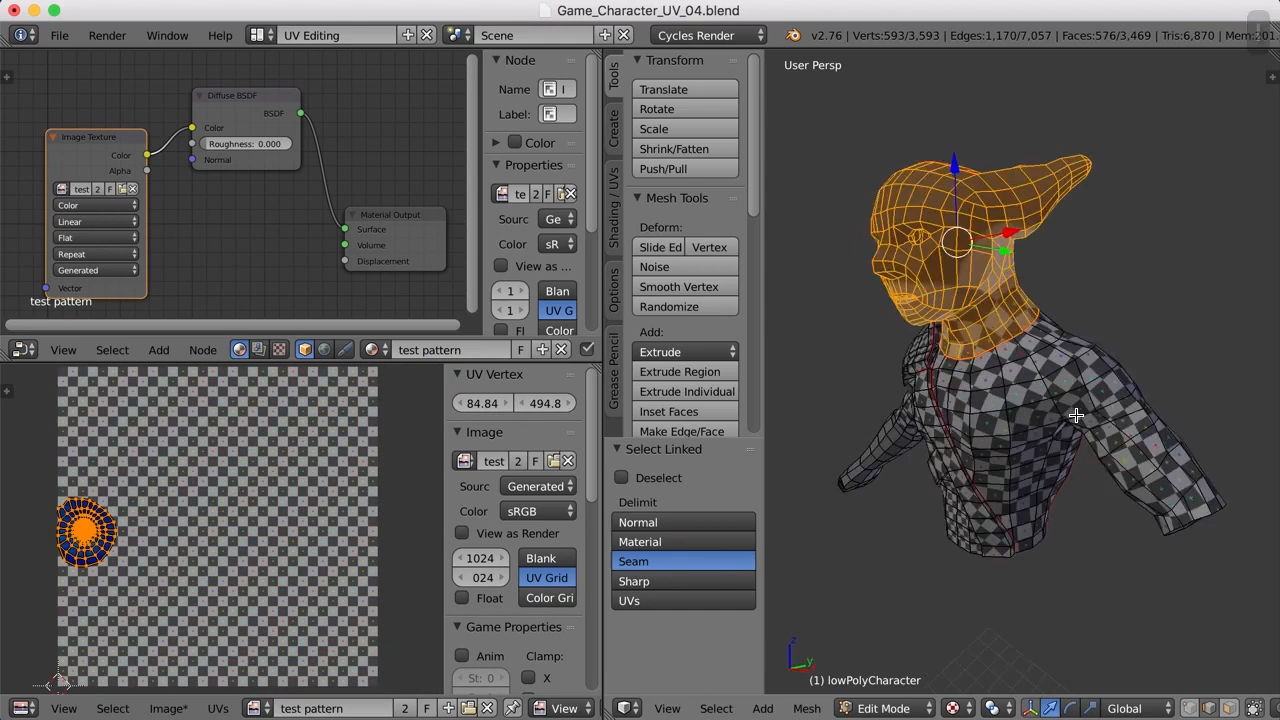 Game_Character_UV_04.blend
File Render Window Help UV Editing Scene Cycles Render v2.76 | Verts:593/3,593 | Edges:1,170/7,057 | Faces:576/3,469 | Tris:6,870 | Mem:201
Diffuse BSDF
BSDF
Color
Roughness: 0.000
Normal
Image Texture
Color
Alpha
test 2 F
Color
Linear
Flat
Repeat
Generated
Vector
test pattern
Material Output
Surface
Volume
Displacement
Node
Name I
Label:
Color
Properties
te 2 F
Sourc Ge
Color sR
View as ...
1 Blan
1 UV G
Fl Color
View Select Add Node test pattern F
UV Vertex
84.84 494.8
Image
test 2 F
Sourc Generated
Color sRGB
View as Render
1024 Blank
024 UV Grid
Float Color Gri
Game Properties
Anim Clamp:
St: 0 X
View Select Image* UVs test pattern 2 F View
Tools
Create
Shading / UVs
Options
Grease Pencil
Transform
Translate
Rotate
Scale
Shrink/Fatten
Push/Pull
Mesh Tools
Deform:
Slide Ed Vertex
Noise
Smooth Vertex
Randomize
Add:
Extrude
Extrude Region
Extrude Individual
Inset Faces
Make Edge/Face
Select Linked
Deselect
Delimit
Normal
Material
Seam
Sharp
UVs
User Persp
z
y
(1) lowPolyCharacter
View Select Add Mesh Edit Mode Global